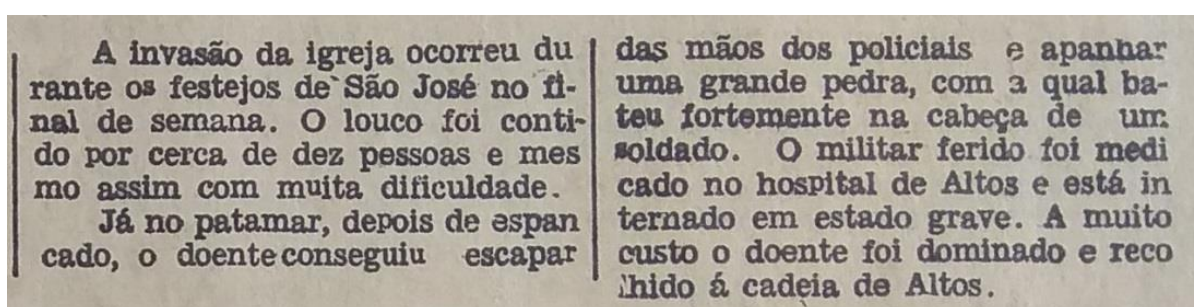 A invasão da igreja ocorreu du
rante os festejos de São José no fi-
nal de semana. O louco foi conti-
do por cerca de dez pessoas e mes
mo assim com muita dificuldade.
Já no patamar, depois de espan
cado, o doente conseguiu escapar
das mãos dos policiais e apanhar
uma grande pedra, com a qual ba-
teu fortemente na cabeça de um
soldado. O militar ferido foi medi
cado no hospital de Altos e está in
ternado em estado grave. A muito
custo o doente foi dominado e reco
lhido á cadeia de Altos.